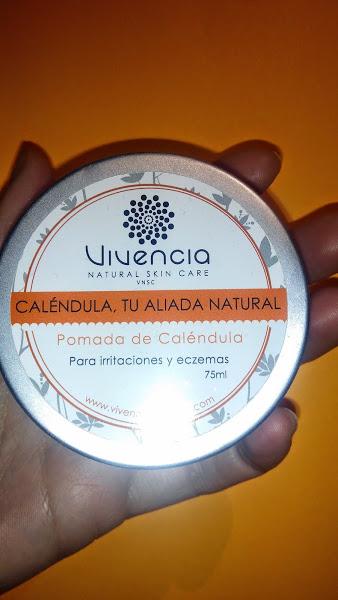 Vivencia
NATURAL SKIN CARE
VNSC
CALÉNDULA, TU ALIADA NATURAL
Pomada de Caléndula
Para irritaciones y eczemas
75ml